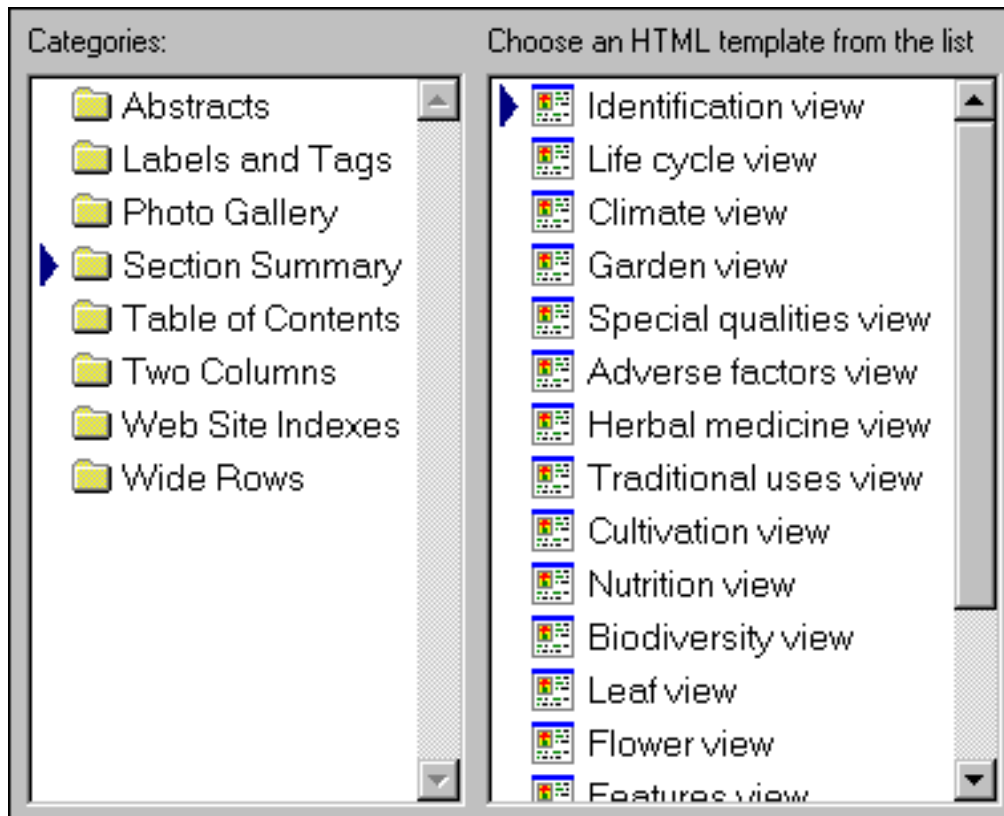 Categories:
Abstracts
Labels and Tags
Photo Gallery
Section Summary
Table of Contents
Two Columns
Web Site Indexes
Wide Rows
Choose an HTML template from the list
Identification view
Life cycle view
Climate view
Garden view
Special qualities view
Adverse factors view
Herbal medicine view
Traditional uses view
Cultivation view
Nutrition view
Biodiversity view
Leaf view
Flower view
Features view